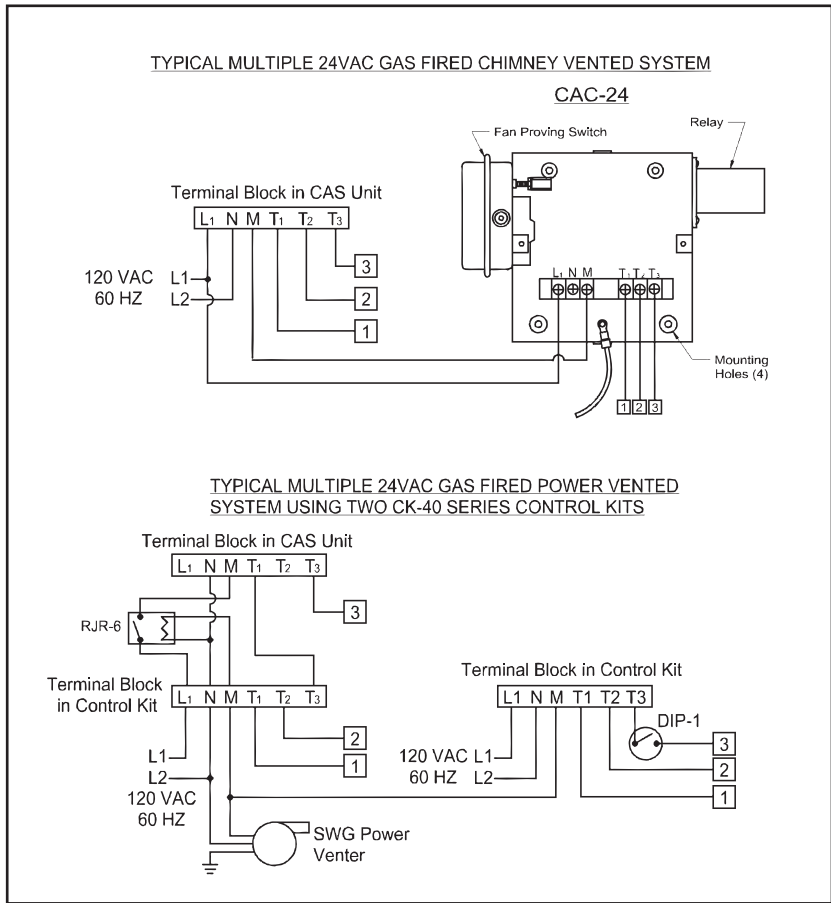 TYPICAL MULTIPLE 24VAC GAS FIRED CHIMNEY VENTED SYSTEM
CAC-24
Fan Proving Switch
Relay
Terminal Block in CAS Unit
L1 N M T1 T2 T3
120 VAC L1
60 HZ L2
3
2
1
L1 N M T1 T2 T3
Mounting
Holes (4)
1 2 3
TYPICAL MULTIPLE 24VAC GAS FIRED POWER VENTED
SYSTEM USING TWO CK-40 SERIES CONTROL KITS
Terminal Block in CAS Unit
L1 N M T1 T2 T3
3
RJR-6
Terminal Block
in Control Kit
L1 N M T1 T2 T3
2
1
L1
L2
120 VAC
60 HZ
SWG Power
Venter
Terminal Block in Control Kit
L1 N M T1 T2 T3
DIP-1
120 VAC L1
60 HZ L2
3
2
1